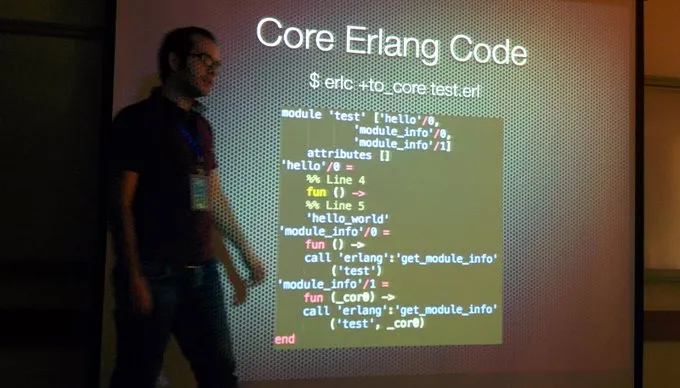 Core Erlang Code
$ erlc +to_core test.erl
module 'test' ['hello'/0,
'module_info'/0,
'module_info'/1]
attributes []
'hello'/0 =
%% Line 4
fun () ->
%% Line 5
'hello_world'
'module_info'/0 =
fun () ->
call 'erlang':'get_module_info'
('test')
'module_info'/1 =
fun (_cor0) ->
call 'erlang':'get_module_info'
('test', _cor0)
end